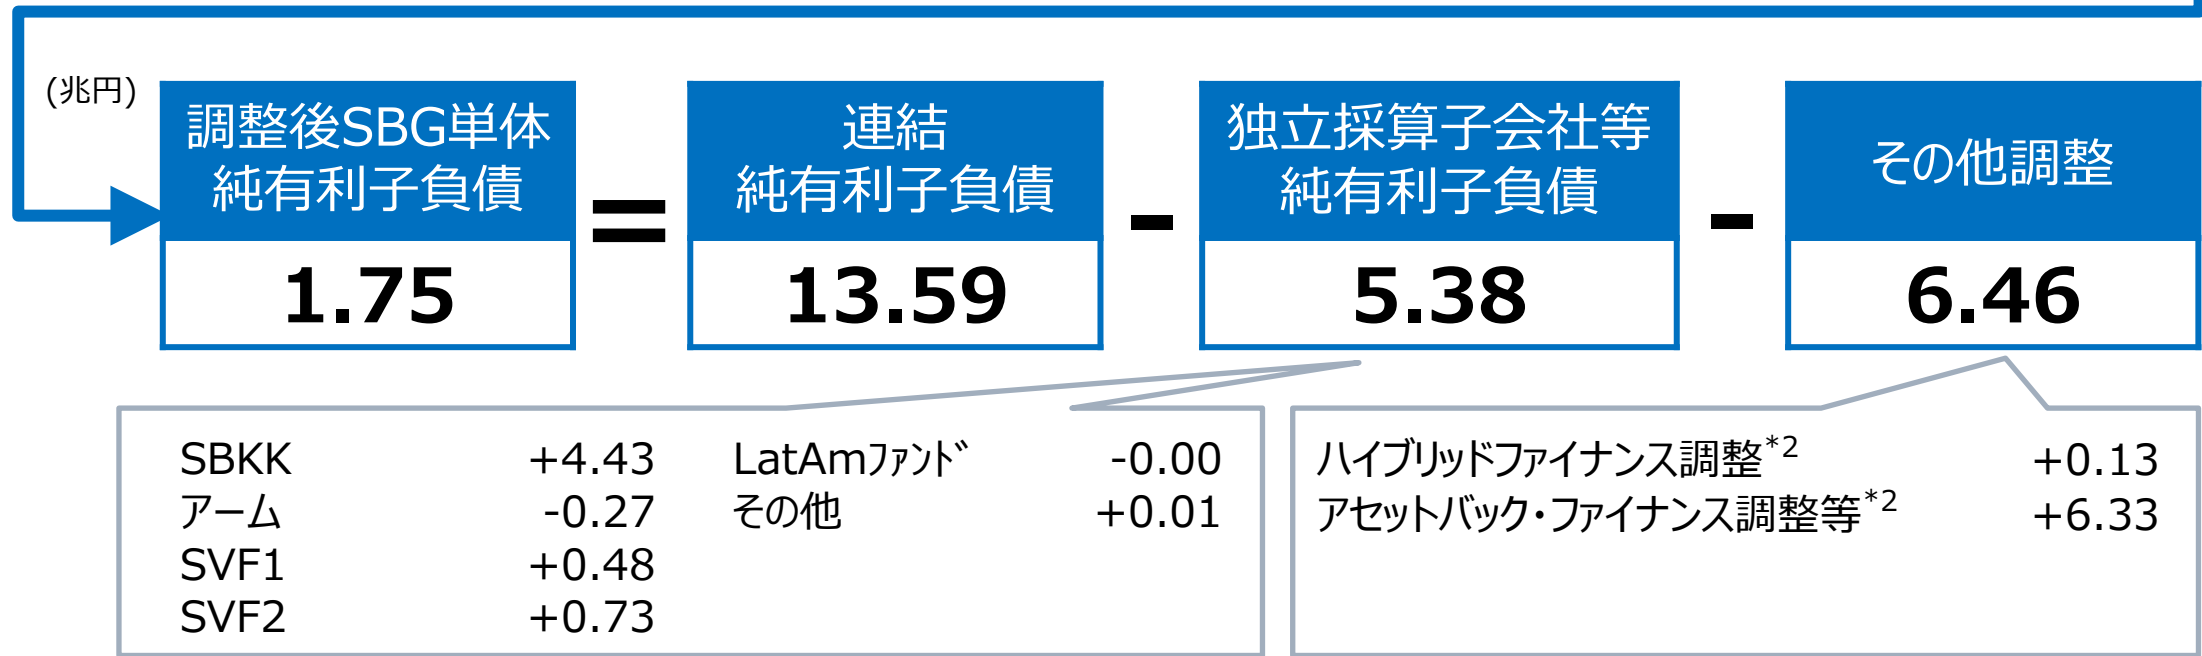 (兆円)
調整後SBG単体
純有利子負債
1.75
=
連結
純有利子負債
13.59
-
独立採算子会社等
純有利子負債
5.38
-
その他調整
6.46
SBKK +4.43
アーム -0.27
SVF1 +0.48
SVF2 +0.73
LatAmﾌｧﾝﾄﾞ -0.00
その他 +0.01
ハイブリッドファイナンス調整*2 +0.13
アセットバック・ファイナンス調整等*2 +6.33